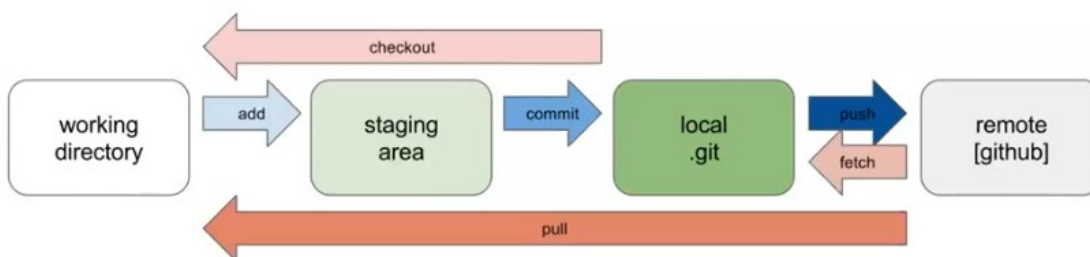 checkout
working
directory
add
staging
area
commit
local
.git
push
fetch
remote
[github]
pull